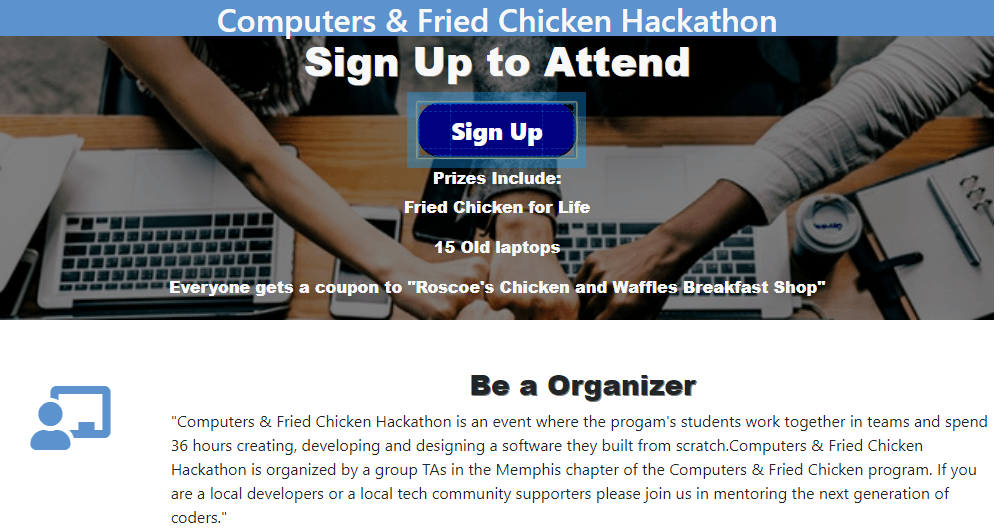 Computers & Fried Chicken Hackathon
Sign Up to Attend
Sign Up
Prizes Include:
Fried Chicken for Life
15 Old laptops
Everyone gets a coupon to "Roscoe's Chicken and Waffles Breakfast Shop"
Be a Organizer
"Computers & Fried Chicken Hackathon is an event where the progam's students work together in teams and spend
36 hours creating, developing and designing a software they built from scratch.Computers & Fried Chicken
Hackathon is organized by a group TAs in the Memphis chapter of the Computers & Fried Chicken program. If you
are a local developers or a local tech community supporters please join us in mentoring the next generation of
coders."